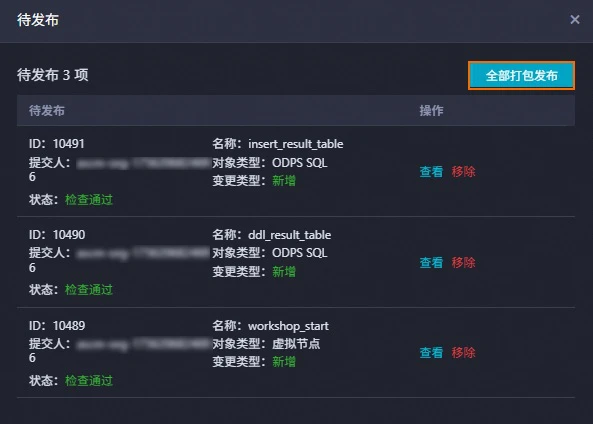 待发布
×
待发布 3 项
全部打包发布
待发布 操作
ID：10491 名称：insert_result_table
提交人： 对象类型：ODPS SQL
6 变更类型：新增
状态：检查通过
查看 移除
ID：10490 名称：ddl_result_table
提交人： 对象类型：ODPS SQL
6 变更类型：新增
状态：检查通过
查看 移除
ID：10489 名称：workshop_start
提交人： 对象类型：虚拟节点
6 变更类型：新增
状态：检查通过
查看 移除